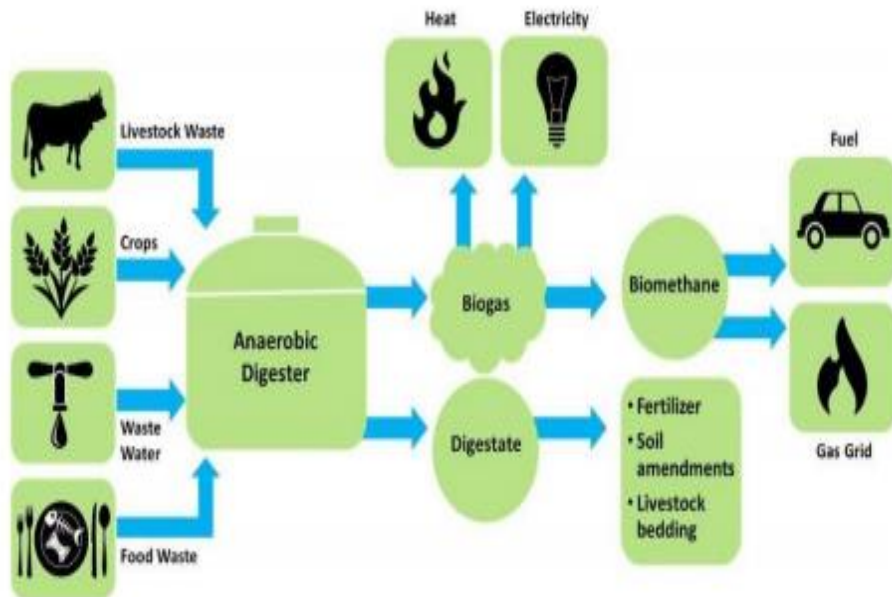 Heat
Electricity
Livestock Waste
Fuel
Crops
Anaerobic
Digester
Biogas
Biomethane
Waste
Water
Digestate
• Fertilizer
• Soil
amendments
• Livestock
bedding
Gas Grid
Food Waste